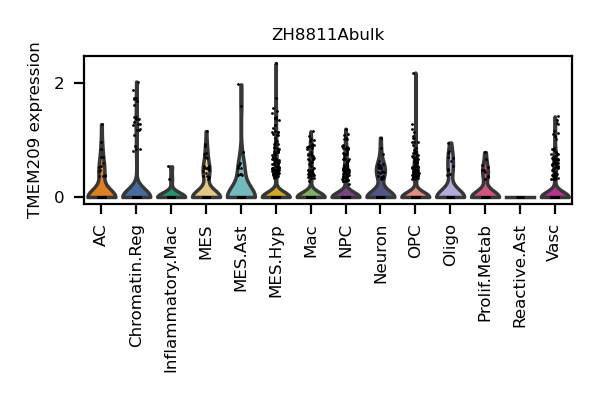 ZH8811Abulk
TMEM209 expression
2
0
AC
Chromatin.Reg
Inflammatory.Mac
MES
MES.Ast
MES.Hyp
Mac
NPC
Neuron
OPC
Oligo
Prolif.Metab
Reactive.Ast
Vasc